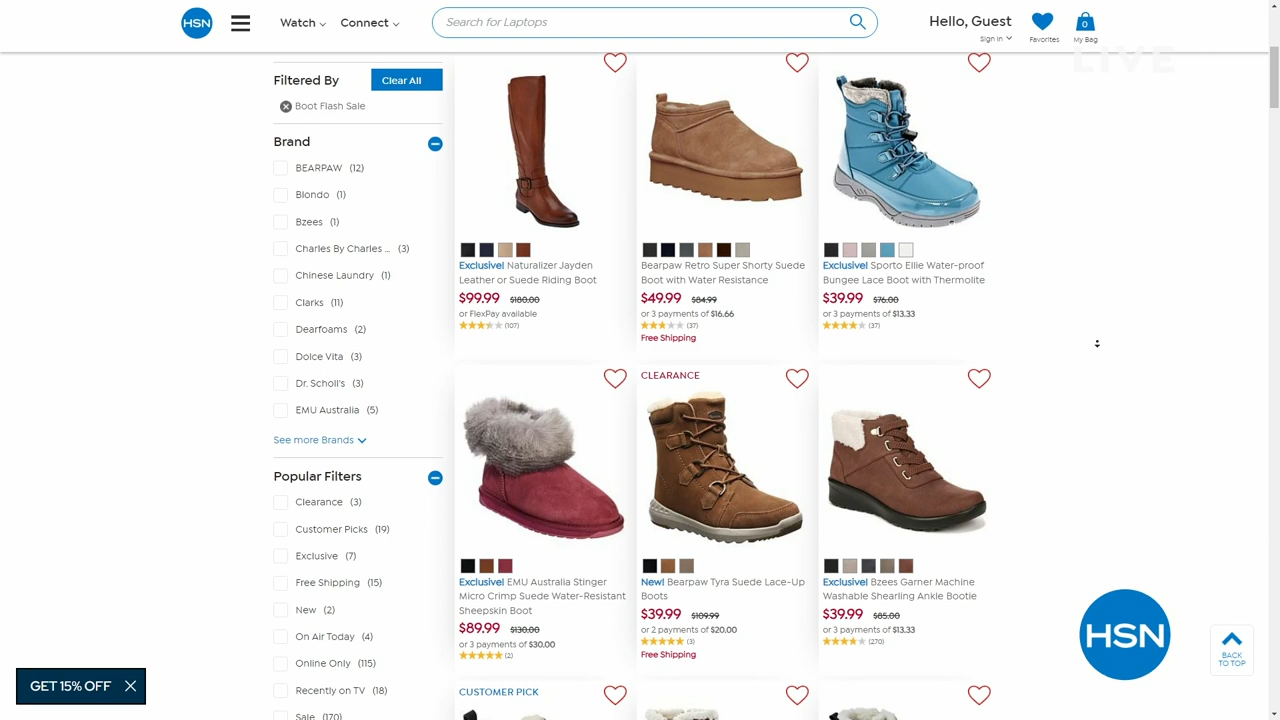 HSN
Watch
Connect
Search for Laptops
Hello, Guest
Sign In
Favorites
0
My Bag
LIVE
Filtered By
Clear All
Boot Flash Sale
Brand
BEARPAW (12)
Blondo (1)
Bzees (1)
Charles By Charles ... (3)
Chinese Laundry (1)
Clarks (11)
Dearfoams (2)
Dolce Vita (3)
Dr. Scholl's (3)
EMU Australia (5)
See more Brands
Popular Filters
Clearance (3)
Customer Picks (19)
Exclusive (7)
Free Shipping (15)
New (2)
On Air Today (4)
Online Only (115)
Recently on TV (18)
Sale (170)
Exclusive! Naturalizer Jayden
Leather or Suede Riding Boot
$99.99 $180.00
or FlexPay available
(107)
Bearpaw Retro Super Shorty Suede
Boot with Water Resistance
$49.99 $84.99
or 3 payments of $16.66
(37)
Free Shipping
Exclusive! Sporto Ellie Water-proof
Bungee Lace Boot with Thermolite
$39.99 $76.00
or 3 payments of $13.33
(37)
Exclusive! EMU Australia Stinger
Micro Crimp Suede Water-Resistant
Sheepskin Boot
$89.99 $130.00
or 3 payments of $30.00
(2)
CLEARANCE
New! Bearpaw Tyra Suede Lace-Up
Boots
$39.99 $109.99
or 2 payments of $20.00
(3)
Free Shipping
Exclusive! Bzees Garner Machine
Washable Shearling Ankle Bootie
$39.99 $85.00
or 3 payments of $13.33
(270)
CUSTOMER PICK
HSN
BACK
TO TOP
GET 15% OFF